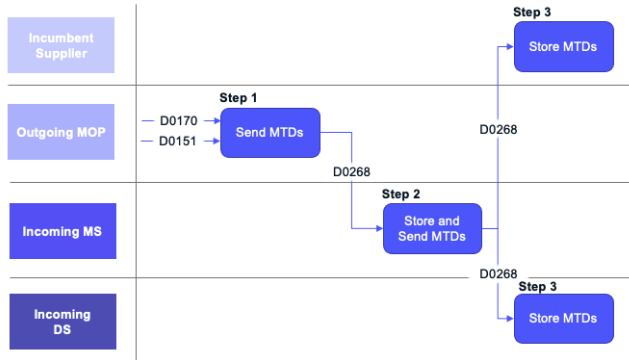 Incumbent
Supplier
Step 3
Store MTDs
Outgoing MOP
D0170
D0151
Step 1
Send MTDs
D0268
D0268
Incoming MS
Step 2
Store and
Send MTDs
D0268
Incoming
DS
Step 3
Store MTDs